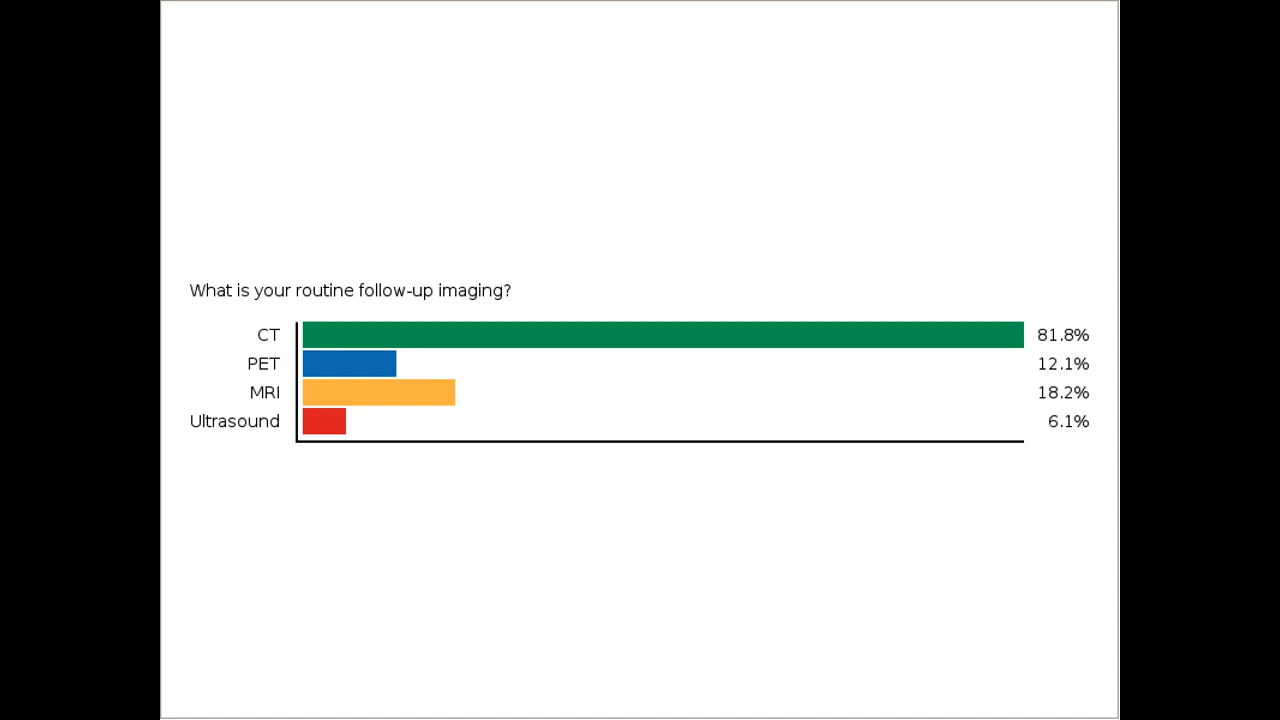 What is your routine follow-up imaging?
CT 81.8%
PET 12.1%
MRI 18.2%
Ultrasound 6.1%